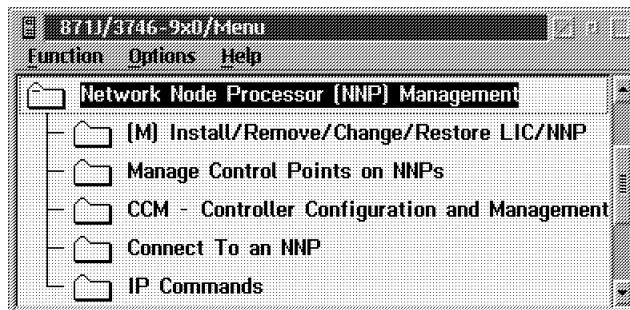 871J/3746-9x0/Menu
Function Options Help
Network Node Processor (NNP) Management
(M) Install/Remove/Change/Restore LIC/NNP
Manage Control Points on NNPs
CCM - Controller Configuration and Management
Connect To an NNP
IP Commands